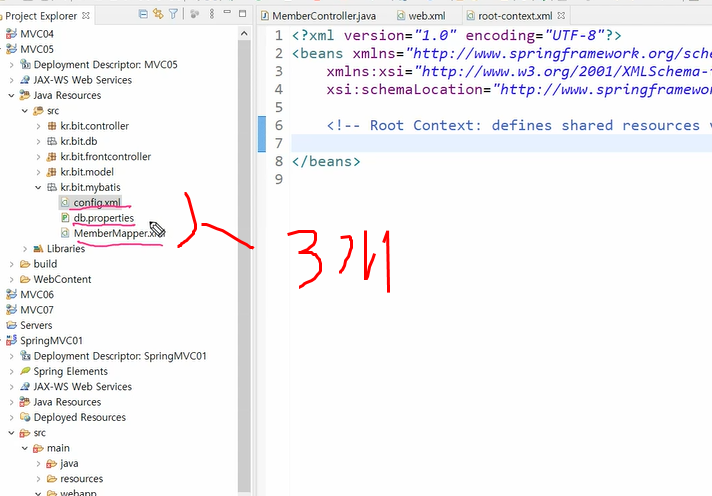 Project Explorer
MVC04
MVC05
Deployment Descriptor: MVC05
JAX-WS Web Services
Java Resources
src
kr.bit.controller
kr.bit.db
kr.bit.frontcontroller
kr.bit.model
kr.bit.mybatis
config.xml
db.properties
MemberMapper.xml
Libraries
build
WebContent
MVC06
MVC07
Servers
SpringMVC01
Deployment Descriptor: SpringMVC01
Spring Elements
JAX-WS Web Services
Java Resources
Deployed Resources
src
main
java
resources
webapp
MemberController.java
web.xml
root-context.xml
1 <?xml version="1.0" encoding="UTF-8"?>
2 <beans xmlns="http://www.springframework.org/sche
3 xmlns:xsi="http://www.w3.org/2001/XMLSchema-
4 xsi:schemaLocation="http://www.springframewor
5
6 <!-- Root Context: defines shared resources
7
8 </beans>
9
3개